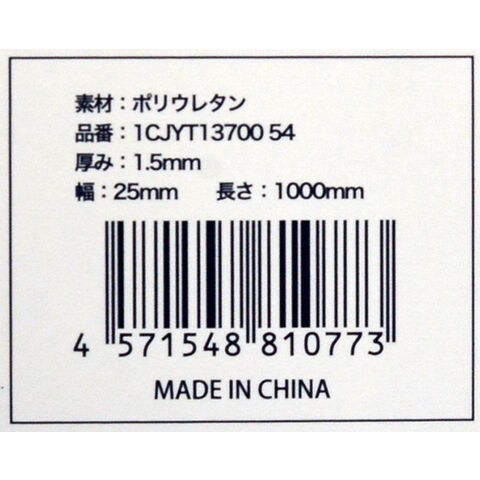 素材：ポリウレタン
品番：1CJYT13700 54
厚み：1.5mm
幅：25mm　長さ：1000mm
4 571548 810773
MADE IN CHINA